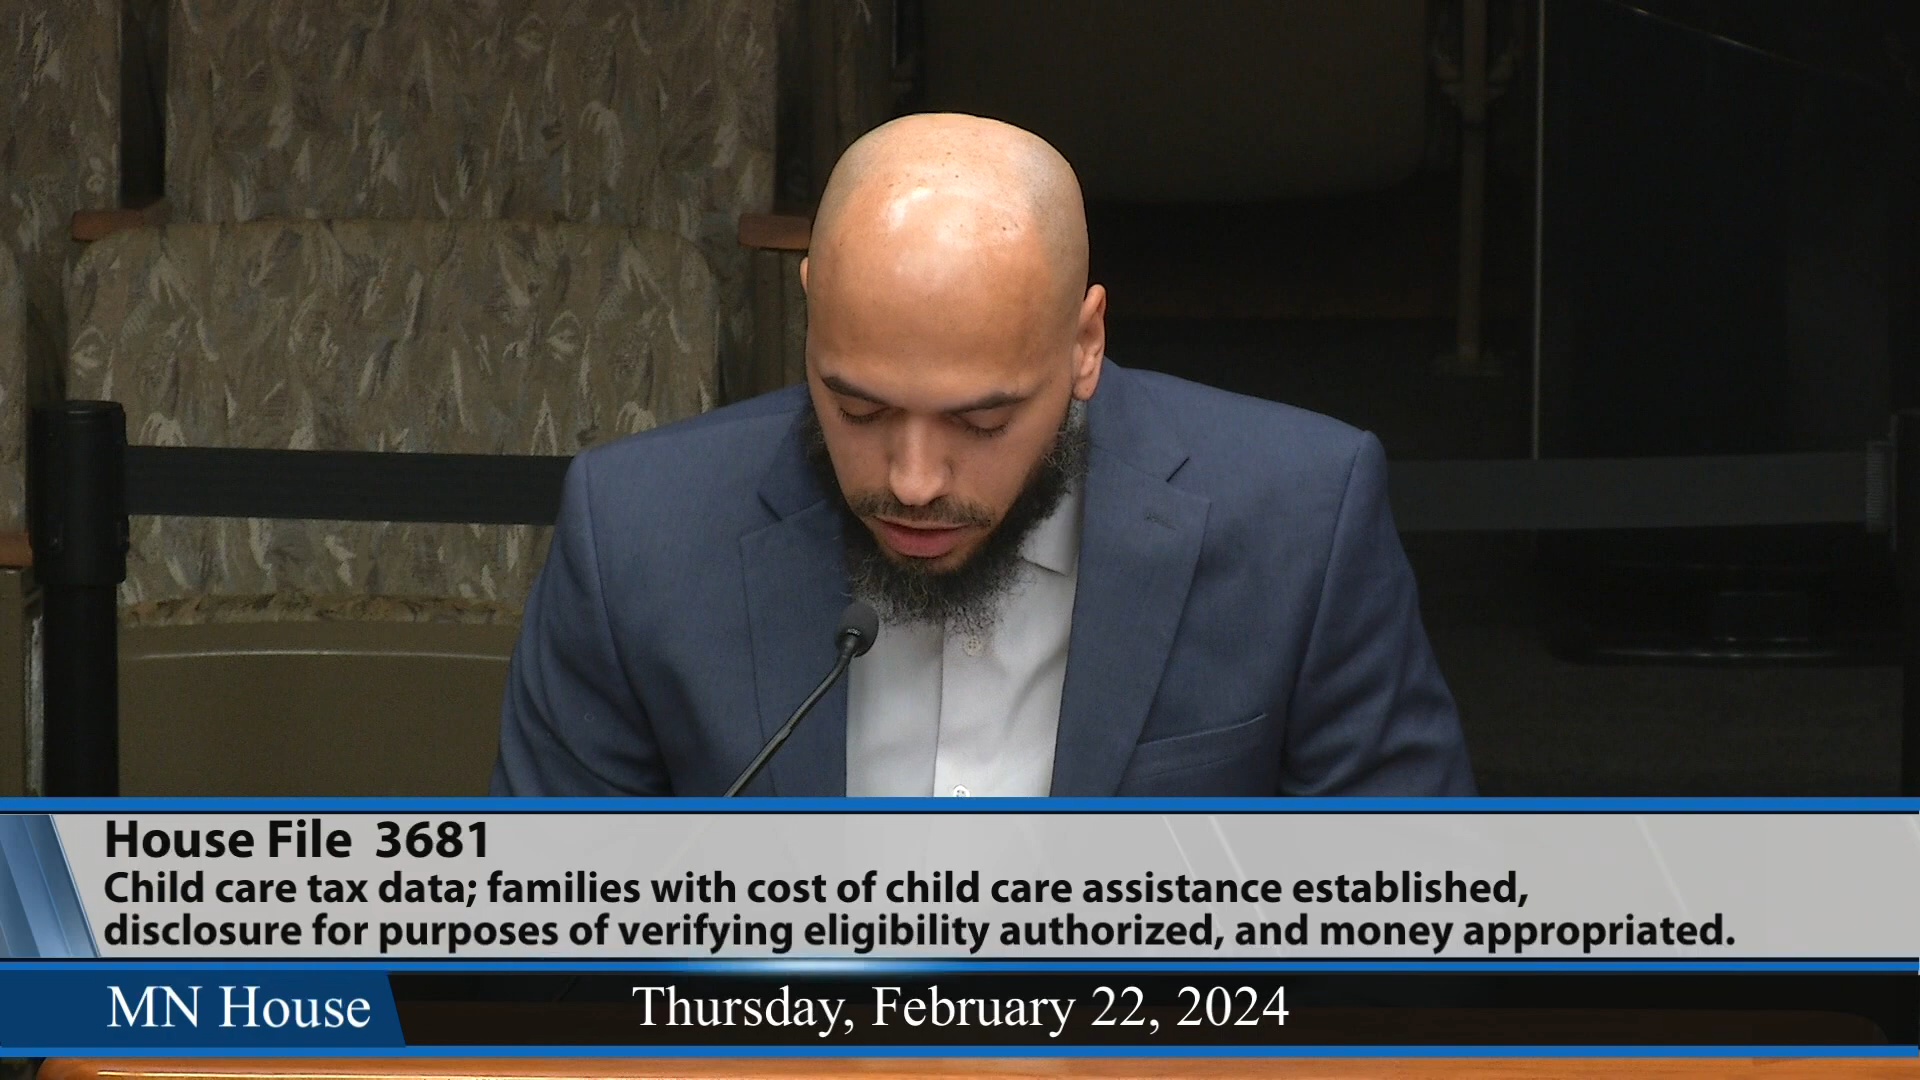 House File 3681
Child care tax data; families with cost of child care assistance established,
disclosure for purposes of verifying eligibility authorized, and money appropriated.
MN House
Thursday, February 22, 2024